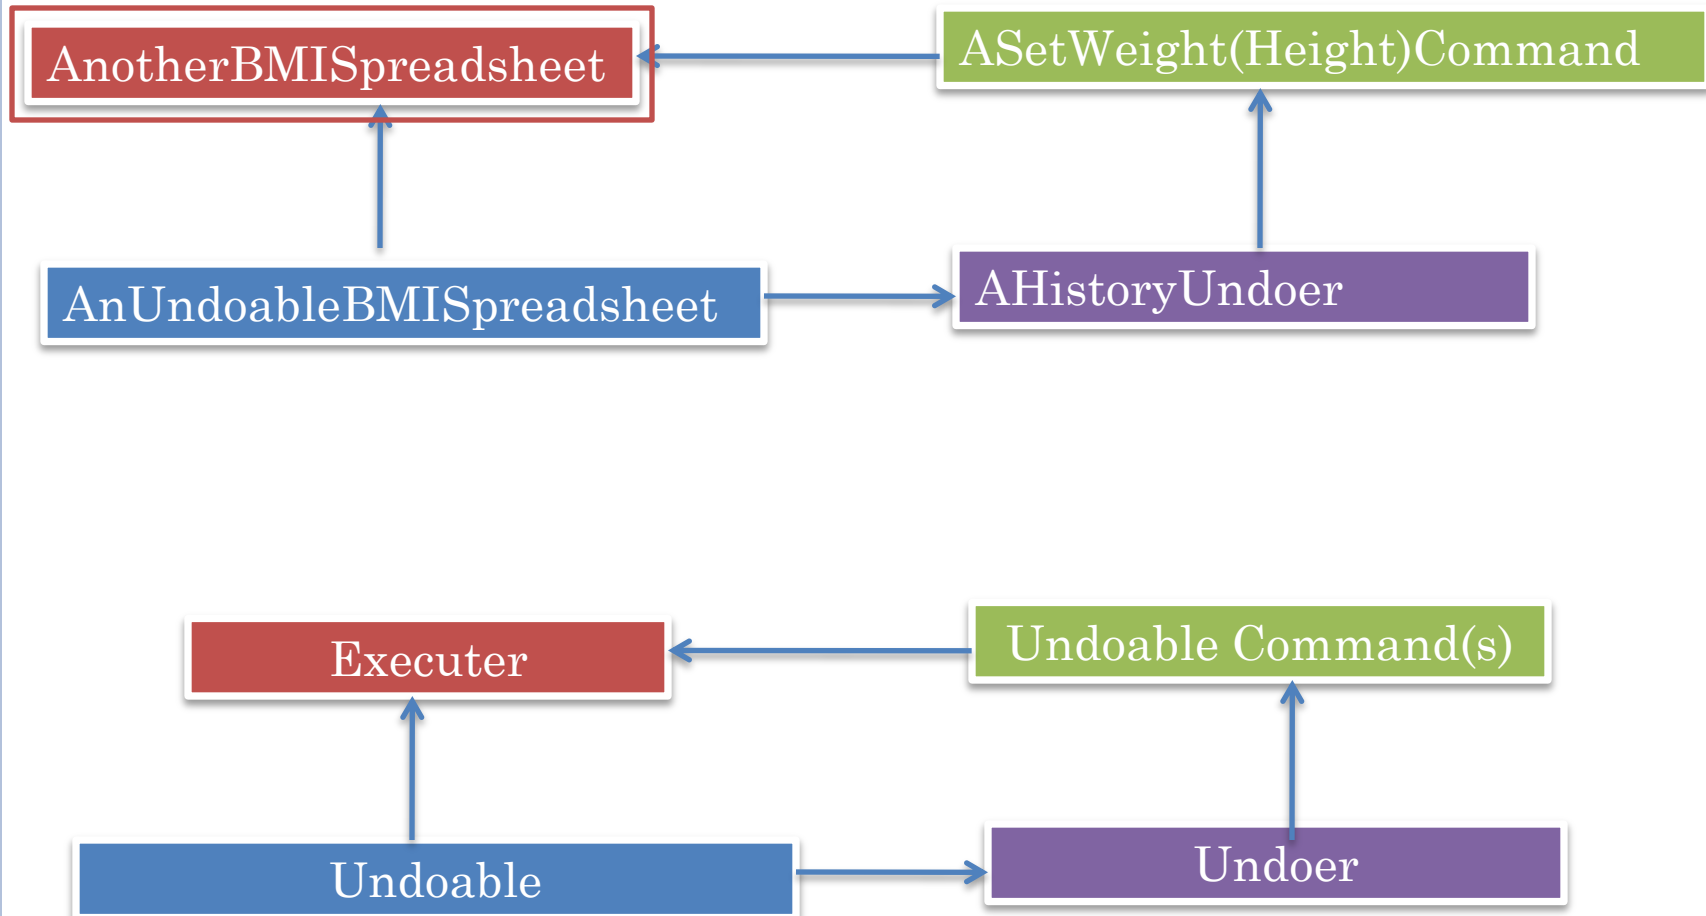 AnotherBMISpreadsheet
ASetWeight(Height)Command
AnUndoableBMISpreadsheet
AHistoryUndoer
Executer
Undoable Command(s)
Undoable
Undoer